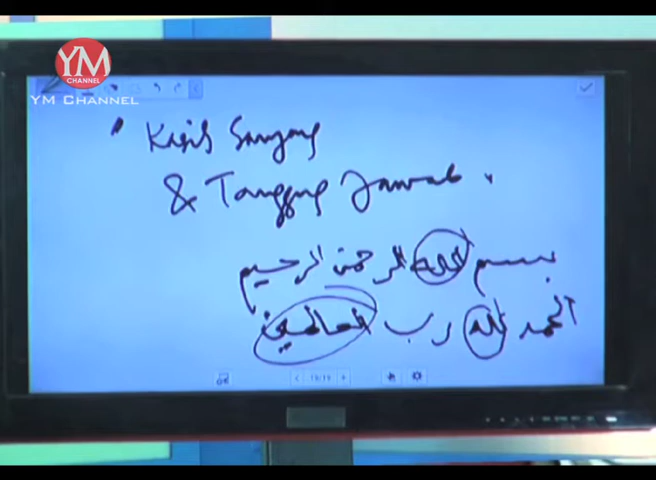 YM
CHANNEL
YM CHANNEL
Kasih Sayang
& Tanggung Jawab.
بسم الله الرحمن الرحيم
الحمد لله رب العالمين